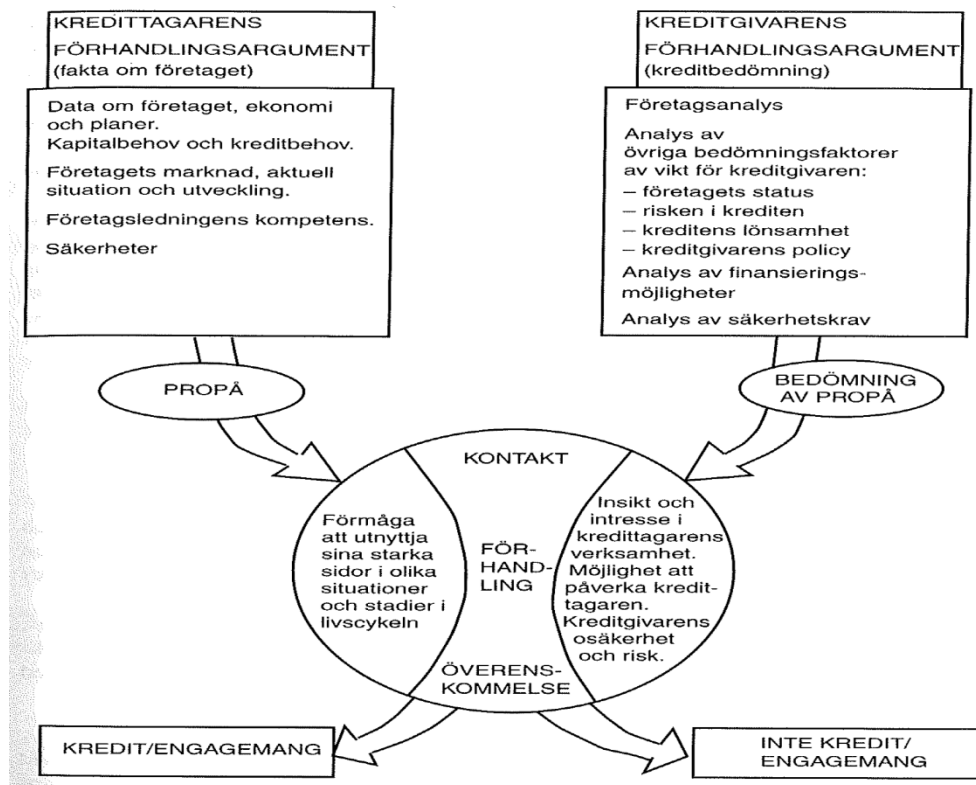 KREDITTAGARENS
FÖRHANDLINGSARGUMENT
(fakta om företaget)
Data om företaget, ekonomi
och planer.
Kapitalbehov och kreditbehov.
Företagets marknad, aktuell
situation och utveckling.
Företagsledningens kompetens.
Säkerheter
KREDITGIVARENS
FÖRHANDLINGSARGUMENT
(kreditbedömning)
Företagsanalys
Analys av
övriga bedömningsfaktorer
av vikt för kreditgivaren:
– företagets status
– risken i krediten
– kreditens lönsamhet
– kreditgivarens policy
Analys av finansierings-
möjligheter
Analys av säkerhetskrav
PROPÅ
BEDÖMNING
AV PROPÅ
KONTAKT
Förmåga
att utnyttja
sina starka
sidor i olika
situationer
och stadier i
livscykeln
FÖR-
HAND-
LING
Insikt och
intresse i
kredittagarens
verksamhet.
Möjlighet att
påverka kredit-
tagaren.
Kreditgivarens
osäkerhet
och risk.
ÖVERENS-
KOMMELSE
KREDIT/ENGAGEMANG
INTE KREDIT/
ENGAGEMANG